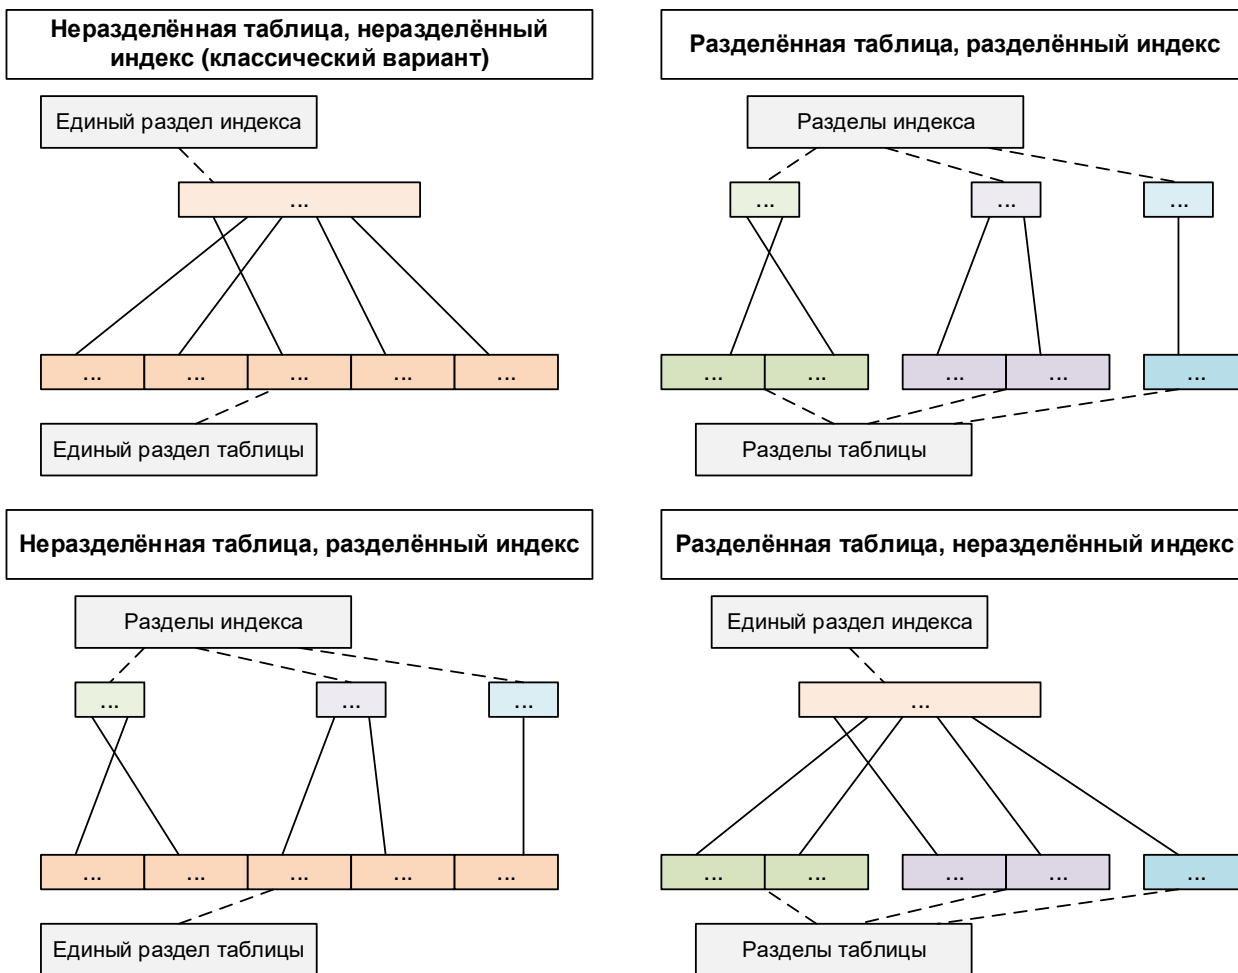 Неразделённая таблица, неразделённый
индекс (классический вариант)
Единый раздел индекса
...
... ... ... ... ...
Единый раздел таблицы
Разделённая таблица, разделённый индекс
Разделы индекса
... ... ...
... ... ... ... ...
Разделы таблицы
Неразделённая таблица, разделённый индекс
Разделы индекса
... ... ...
... ... ... ... ...
Единый раздел таблицы
Разделённая таблица, неразделённый индекс
Единый раздел индекса
...
... ... ... ... ...
Разделы таблицы